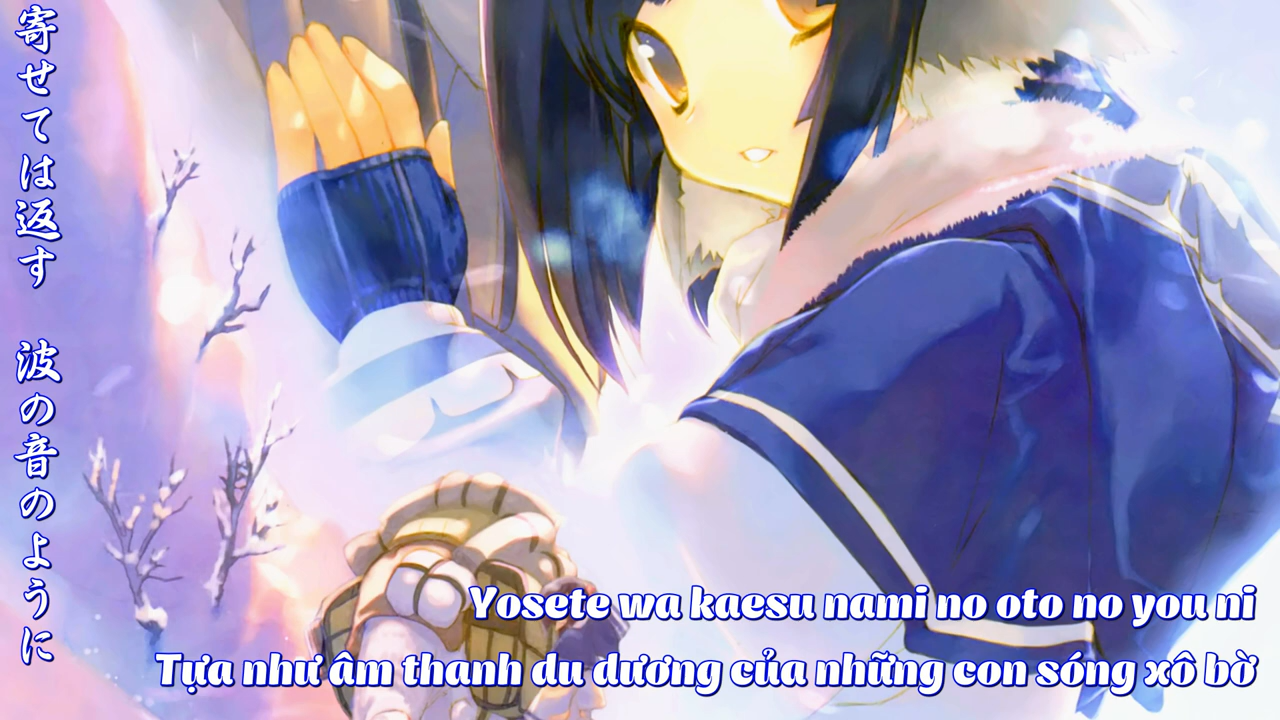 寄せては返す　波の音のように
Yosete wa kaesu nami no oto no you ni
Tựa như âm thanh du dương của những con sóng xô bờ